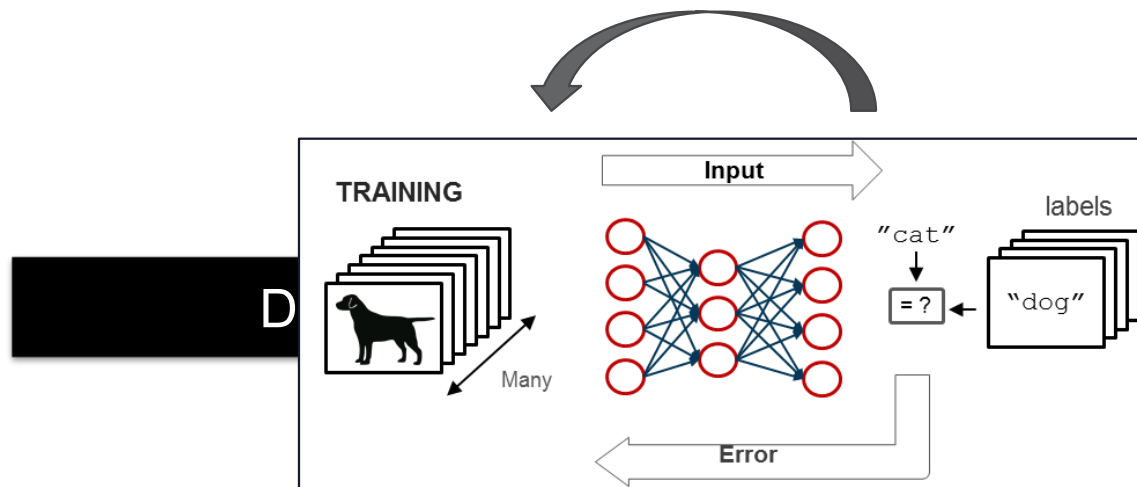 Input
TRAINING
labels
"cat"
D
= ?
"dog"
Many
Error